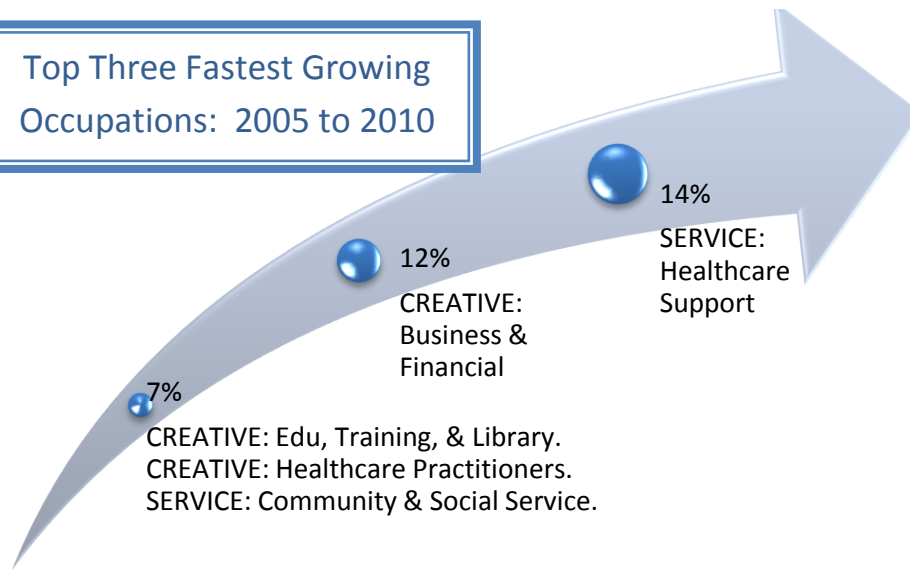 Top Three Fastest Growing
Occupations: 2005 to 2010
14%
SERVICE:
Healthcare
Support
12%
CREATIVE:
Business &
Financial
7%
CREATIVE: Edu, Training, & Library.
CREATIVE: Healthcare Practitioners.
SERVICE: Community & Social Service.